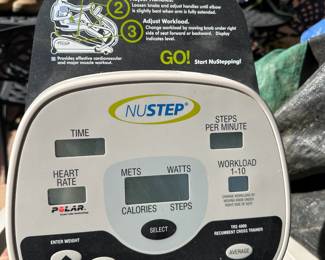 2
Loosen knobs and adjust handles until elbow
is slightly bent when arm is fully extended.
3 Adjust Workload.
Change workload by moving knob under right
side of seat forward or backward. Display
indicates level.
• Provides effective cardiovascular
and major muscle workout.
GO! Start NuStepping!
NUSTEP®
TIME
STEPS
PER MINUTE
HEART
RATE
METS WATTS
WORKLOAD
1-10
POLAR
CALORIES STEPS
SELECT
ENTER WEIGHT
TRS 4000
RECUMBENT CROSS TRAINER
AVERAGE